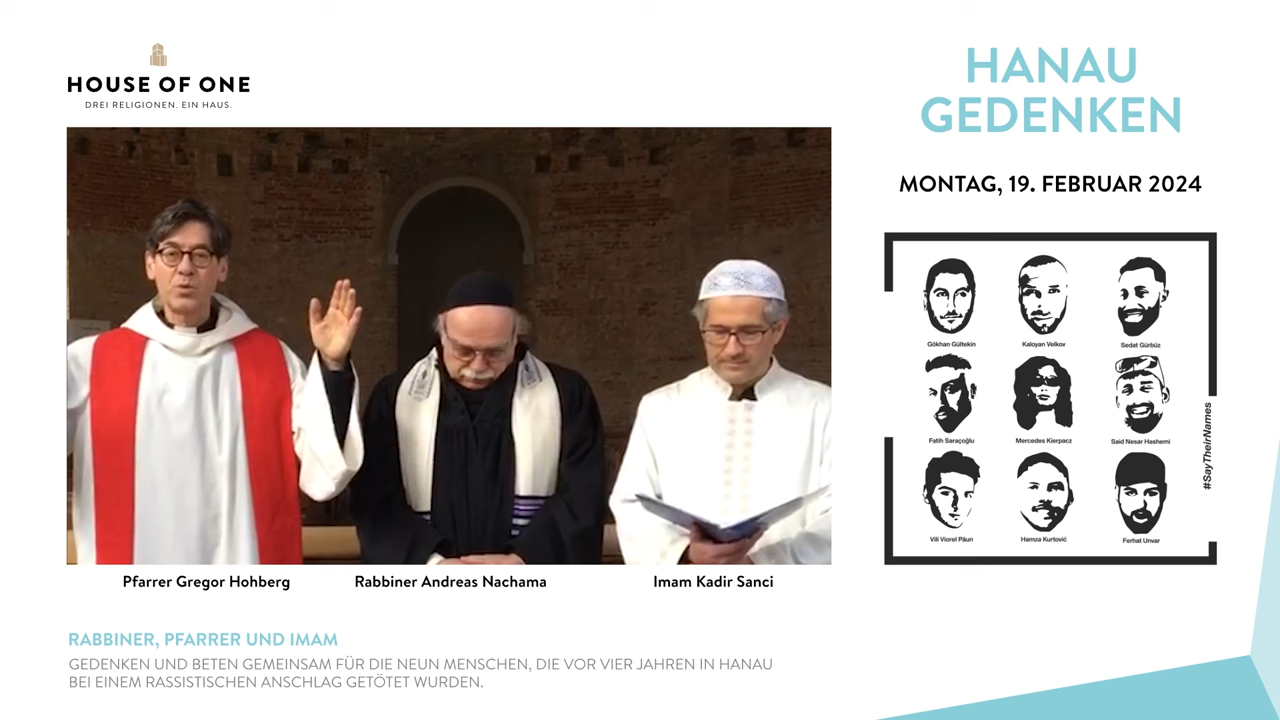 HOUSE OF ONE
DREI RELIGIONEN. EIN HAUS.
HANAU
GEDENKEN
MONTAG, 19. FEBRUAR 2024
Gökhan Gültekin
Kaloyan Velkov
Sedat Gürbüz
Fatih Saraçoğlu
Mercedes Kierpacz
Said Nesar Hashemi
Vili Viorel Păun
Hamza Kurtović
Ferhat Unvar
#SayTheirNames
Pfarrer Gregor Hohberg
Rabbiner Andreas Nachama
Imam Kadir Sanci
RABBINER, PFARRER UND IMAM
GEDENKEN UND BETEN GEMEINSAM FÜR DIE NEUN MENSCHEN, DIE VOR VIER JAHREN IN HANAU
BEI EINEM RASSISTISCHEN ANSCHLAG GETÖTET WURDEN.